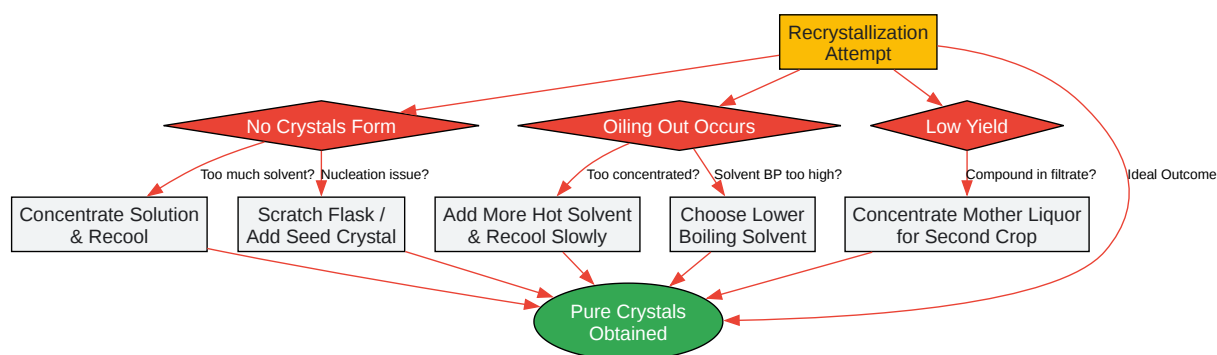 Recrystallization
Attempt
No Crystals Form
Oiling Out Occurs
Low Yield
Too much solvent?
Nucleation issue?
Too concentrated?
Solvent BP too high?
Compound in filtrate?
Ideal Outcome
Concentrate Solution
& Recool
Scratch Flask /
Add Seed Crystal
Add More Hot Solvent
& Recool Slowly
Choose Lower
Boiling Solvent
Concentrate Mother Liquor
for Second Crop
Pure Crystals
Obtained